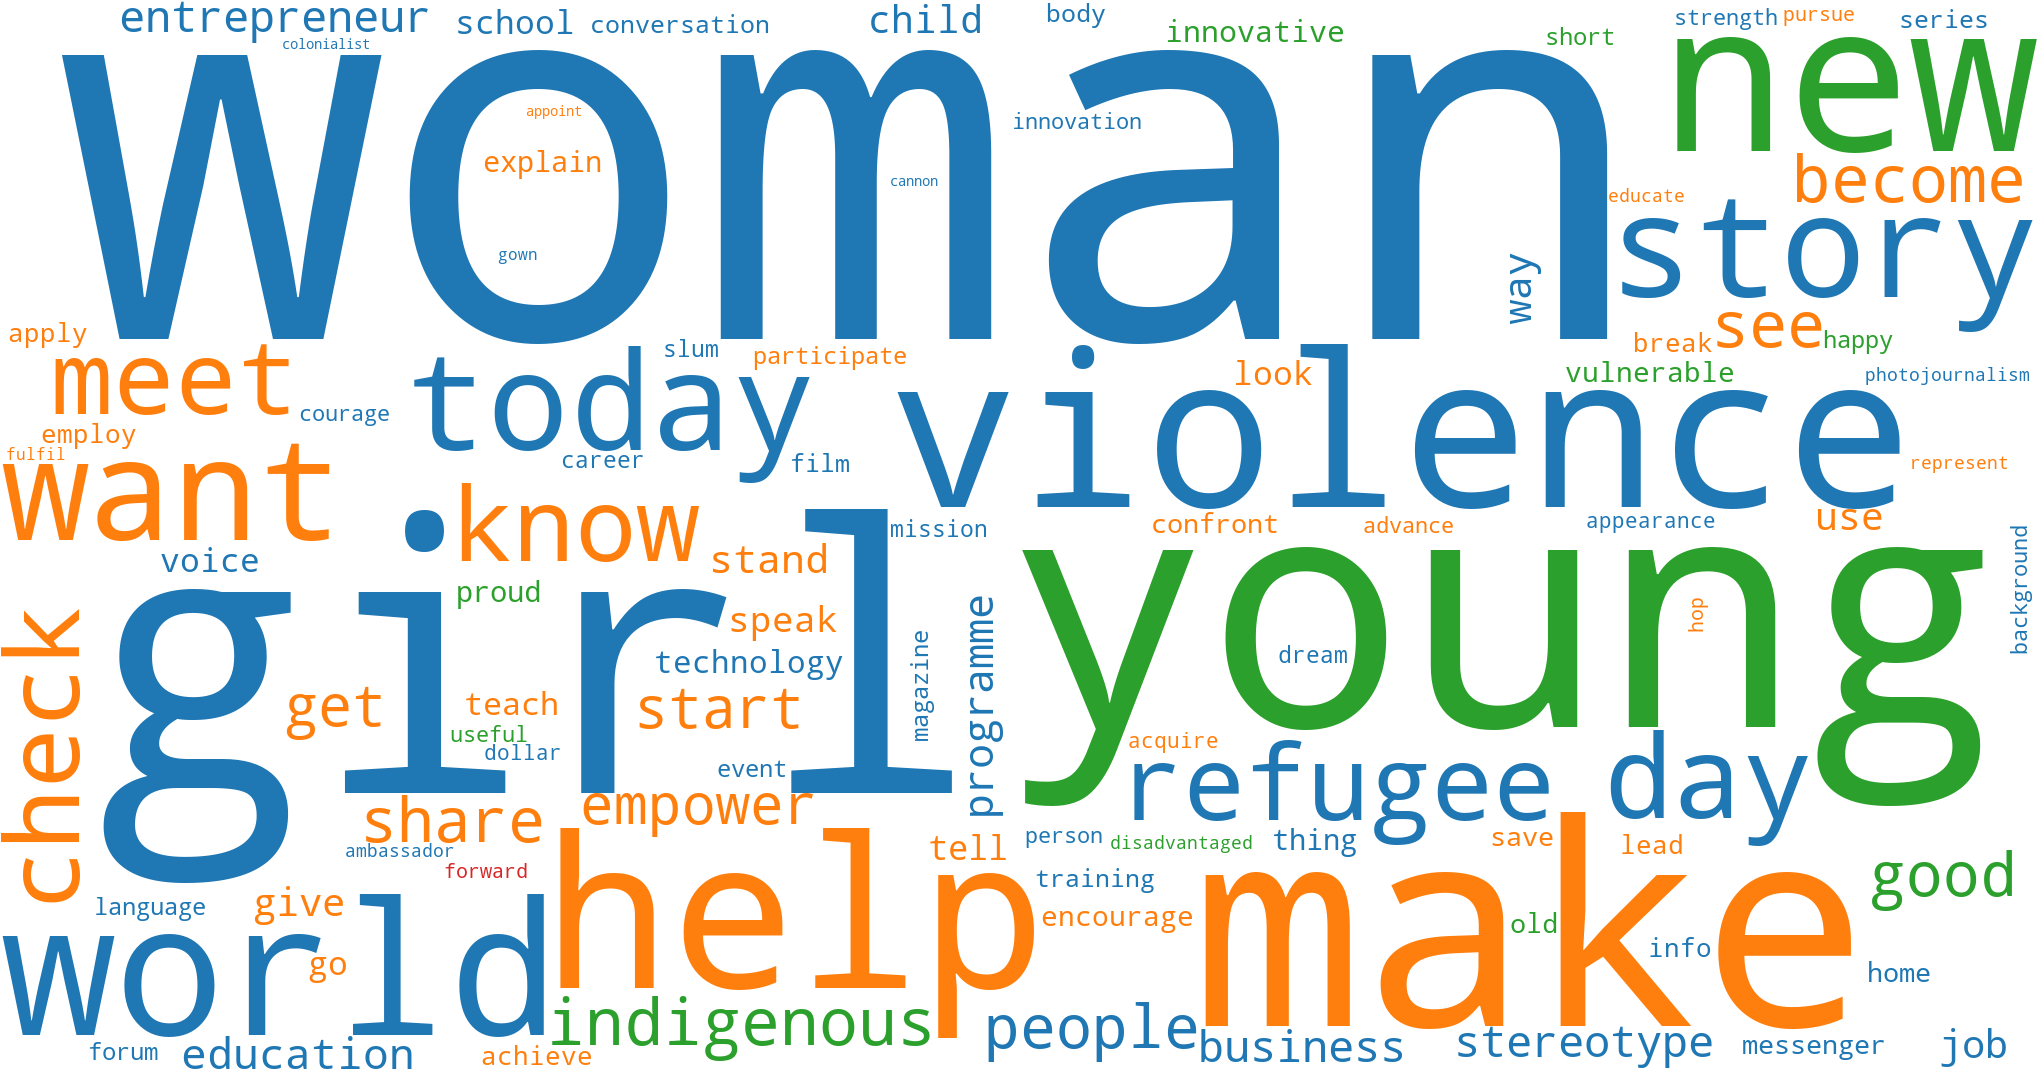 entrepreneur
school
conversation
child
body
innovative
short
strength
pursue
series
colonialist
woman
new
appoint
innovation
explain
cannon
become
educate
story
gown
way
apply
see
break
happy
meet
today
slum
participate
violence
look
vulnerable
photojournalism
courage
employ
fulfil
want
career
film
represent
know
mission
confront
advance
appearance
use
voice
stand
young
background
girl
proud
check
speak
magazine
programme
hop
technology
dream
get
teach
start
useful
dollar
event
acquire
refugee
day
share
empower
ambassador
forward
help
tell
person
disadvantaged
thing
save
lead
make
good
training
language
give
encourage
old
world
go
info
home
indigenous
people
business
stereotype
messenger
job
forum
education
achieve